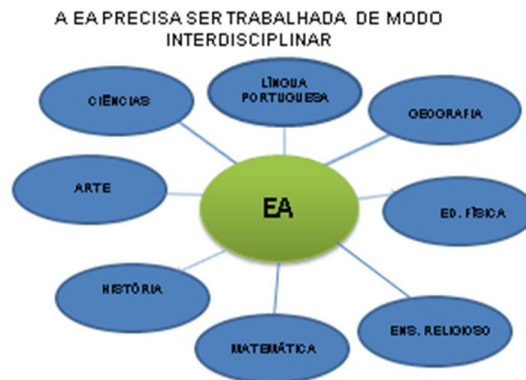 A EA PRECISA SER TRABALHADA DE MODO
INTERDISCIPLINAR
CIÊNCIAS
LÍNGUA
PORTUGUESA
GEOGRAFIA
ARTE
EA
ED. FÍSICA
HISTÓRIA
MATEMÁTICA
ENS. RELIGIOSO